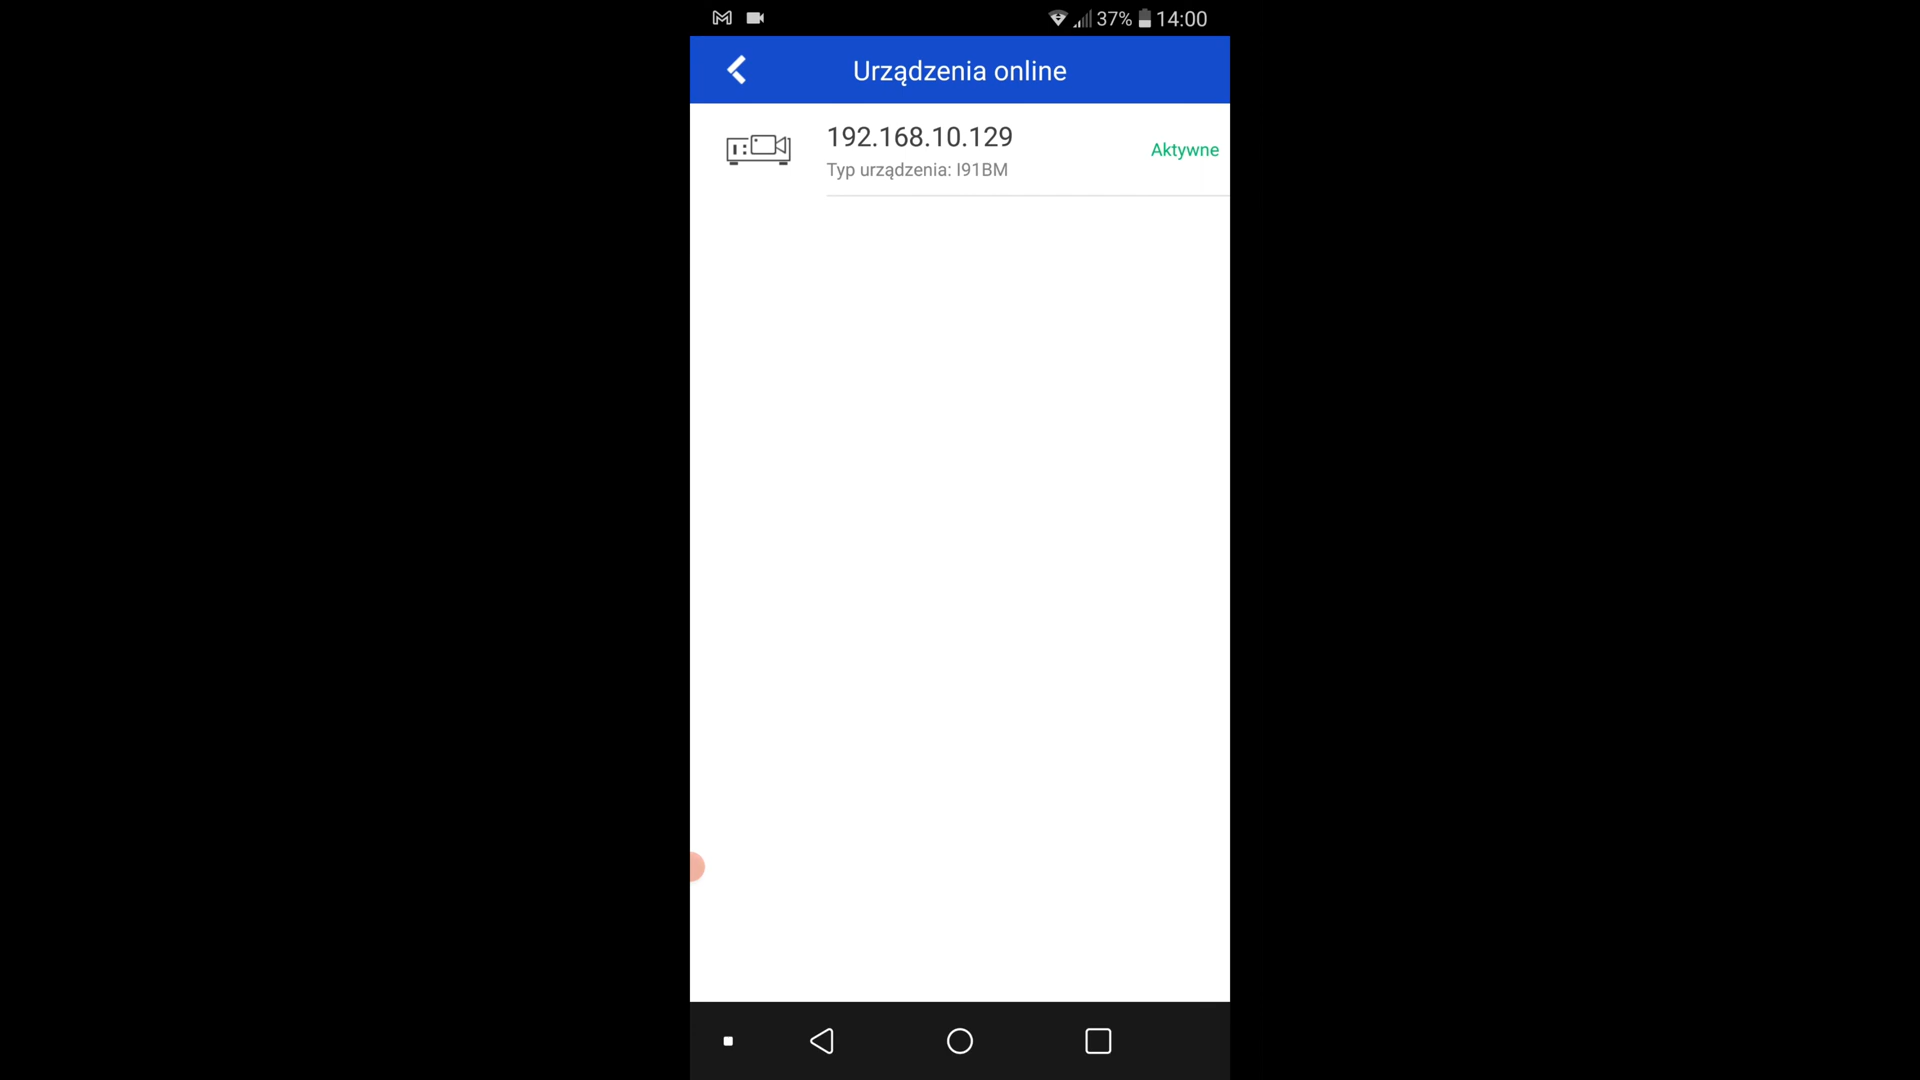 37% 14:00
Urządzenia online
192.168.10.129
Typ urządzenia: I91BM
Aktywne